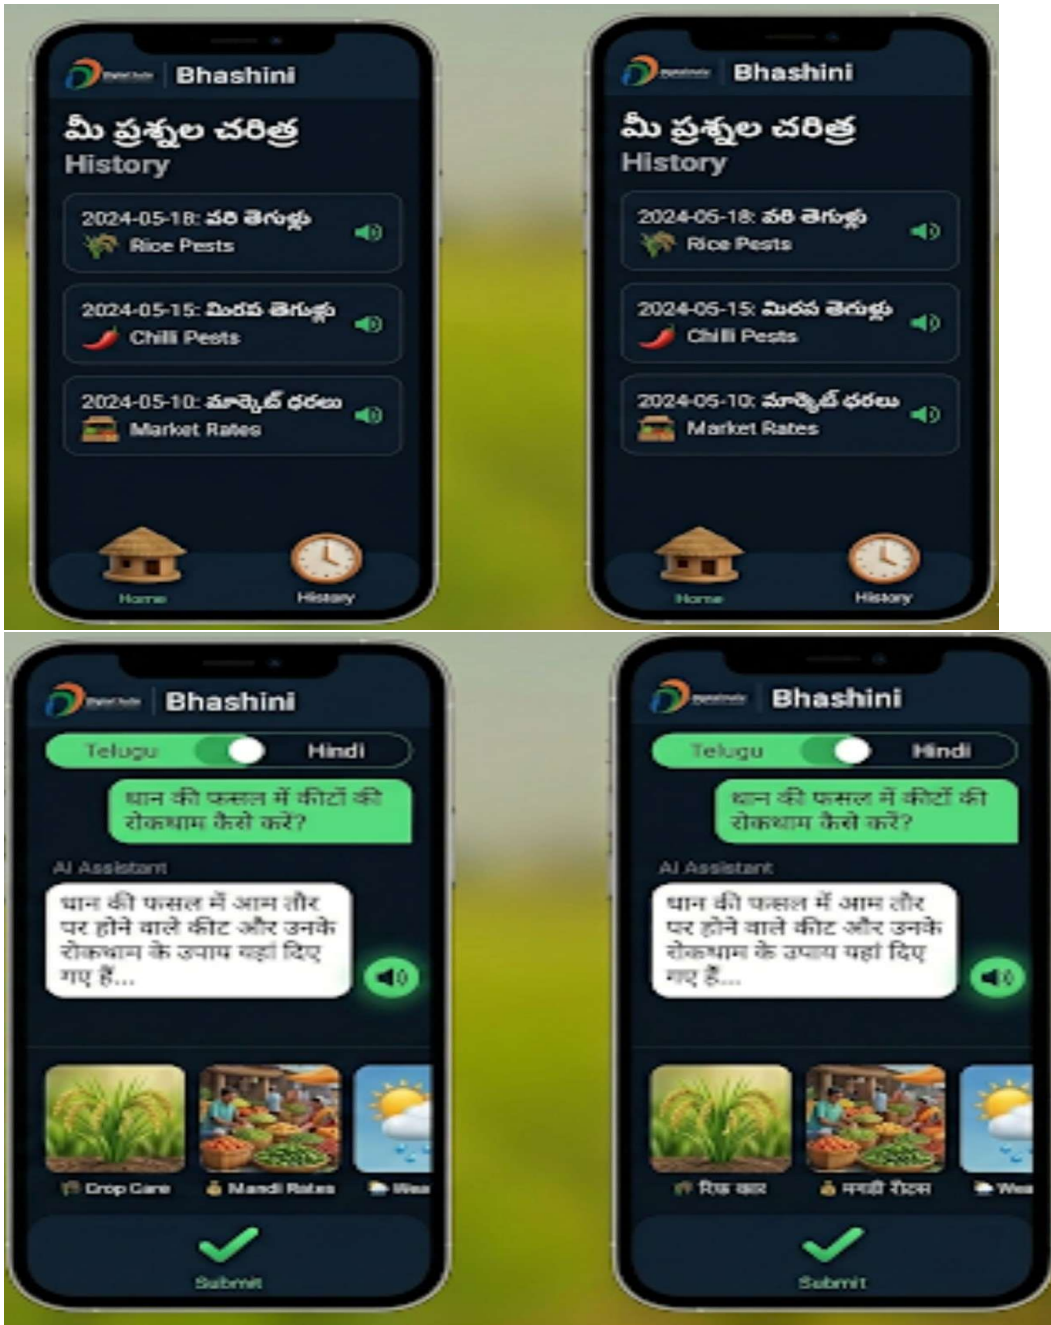 Bhashini
మీ ప్రశ్నల చరిత్ర
History
2024-05-18: వరి తెగుళ్లు
Rice Pests
2024-05-15: మిరప తెగుళ్లు
Chilli Pests
2024-05-10: మార్కెట్ ధరలు
Market Rates
Home
History
Bhashini
మీ ప్రశ్నల చరిత్ర
History
2024-05-18: వరి తెగుళ్లు
Rice Pests
2024-05-15: మిరప తెగుళ్లు
Chilli Pests
2024-05-10: మార్కెట్ ధరలు
Market Rates
Home
History
Bhashini
Telugu
Hindi
धान की फसल में कीटों की
रोकथाम कैसे करें?
AI Assistant
धान की फसल में आम तौर
पर होने वाले कीट और उनके
रोकथाम के उपाय यहां दिए
गए हैं...
Crop Care
Mandi Rates
Wea
Submit
Bhashini
Telugu
Hindi
धान की फसल में कीटों की
रोकथाम कैसे करें?
AI Assistant
धान की फसल में आम तौर
पर होने वाले कीट और उनके
रोकथाम के उपाय यहां दिए
गए हैं...
Wea
Submit